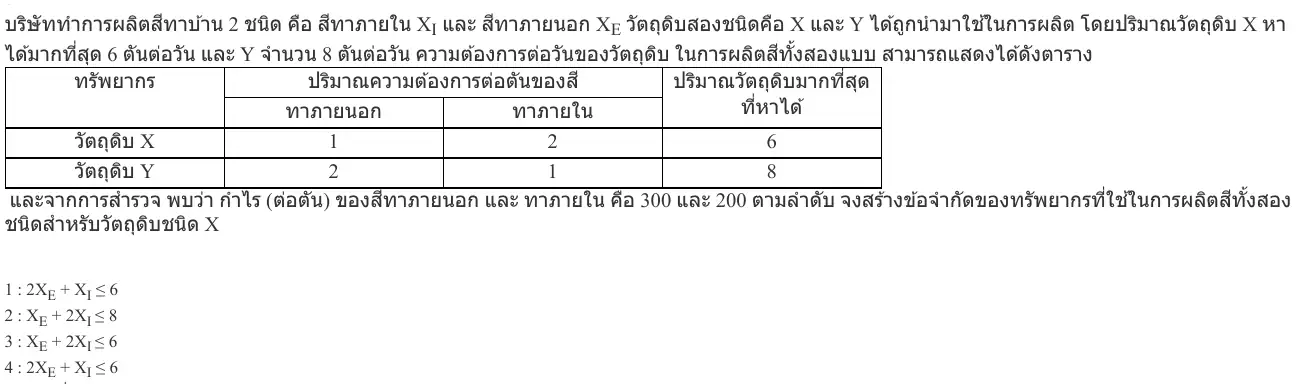 บริษัททำการผลิตสีทาบ้าน 2 ชนิด คือ สีทาภายใน XI และ สีทาภายนอก XE วัตถุดิบสองชนิดคือ X และ Y ได้ถูกนำมาใช้ในการผลิต โดยปริมาณวัตถุดิบ X หา
ได้มากที่สุด 6 ตันต่อวัน และ Y จำนวน 8 ตันต่อวัน ความต้องการต่อวันของวัตถุดิบ ในการผลิตสีทั้งสองแบบ สามารถแสดงได้ดังตาราง
ทรัพยากร ปริมาณความต้องการต่อตันของสี ปริมาณวัตถุดิบมากที่สุด
ทาภายนอก ทาภายใน ที่หาได้
วัตถุดิบ X 1 2 6
วัตถุดิบ Y 2 1 8
และจากการสำรวจ พบว่า กำไร (ต่อตัน) ของสีทาภายนอก และ ทาภายใน คือ 300 และ 200 ตามลำดับ จงสร้างข้อจำกัดของทรัพยากรที่ใช้ในการผลิตสีทั้งสอง
ชนิดสำหรับวัตถุดิบชนิด X
1 : 2XE + XI ≤ 6
2 : XE + 2XI ≤ 8
3 : XE + 2XI ≤ 6
4 : 2XE + XI ≤ 6